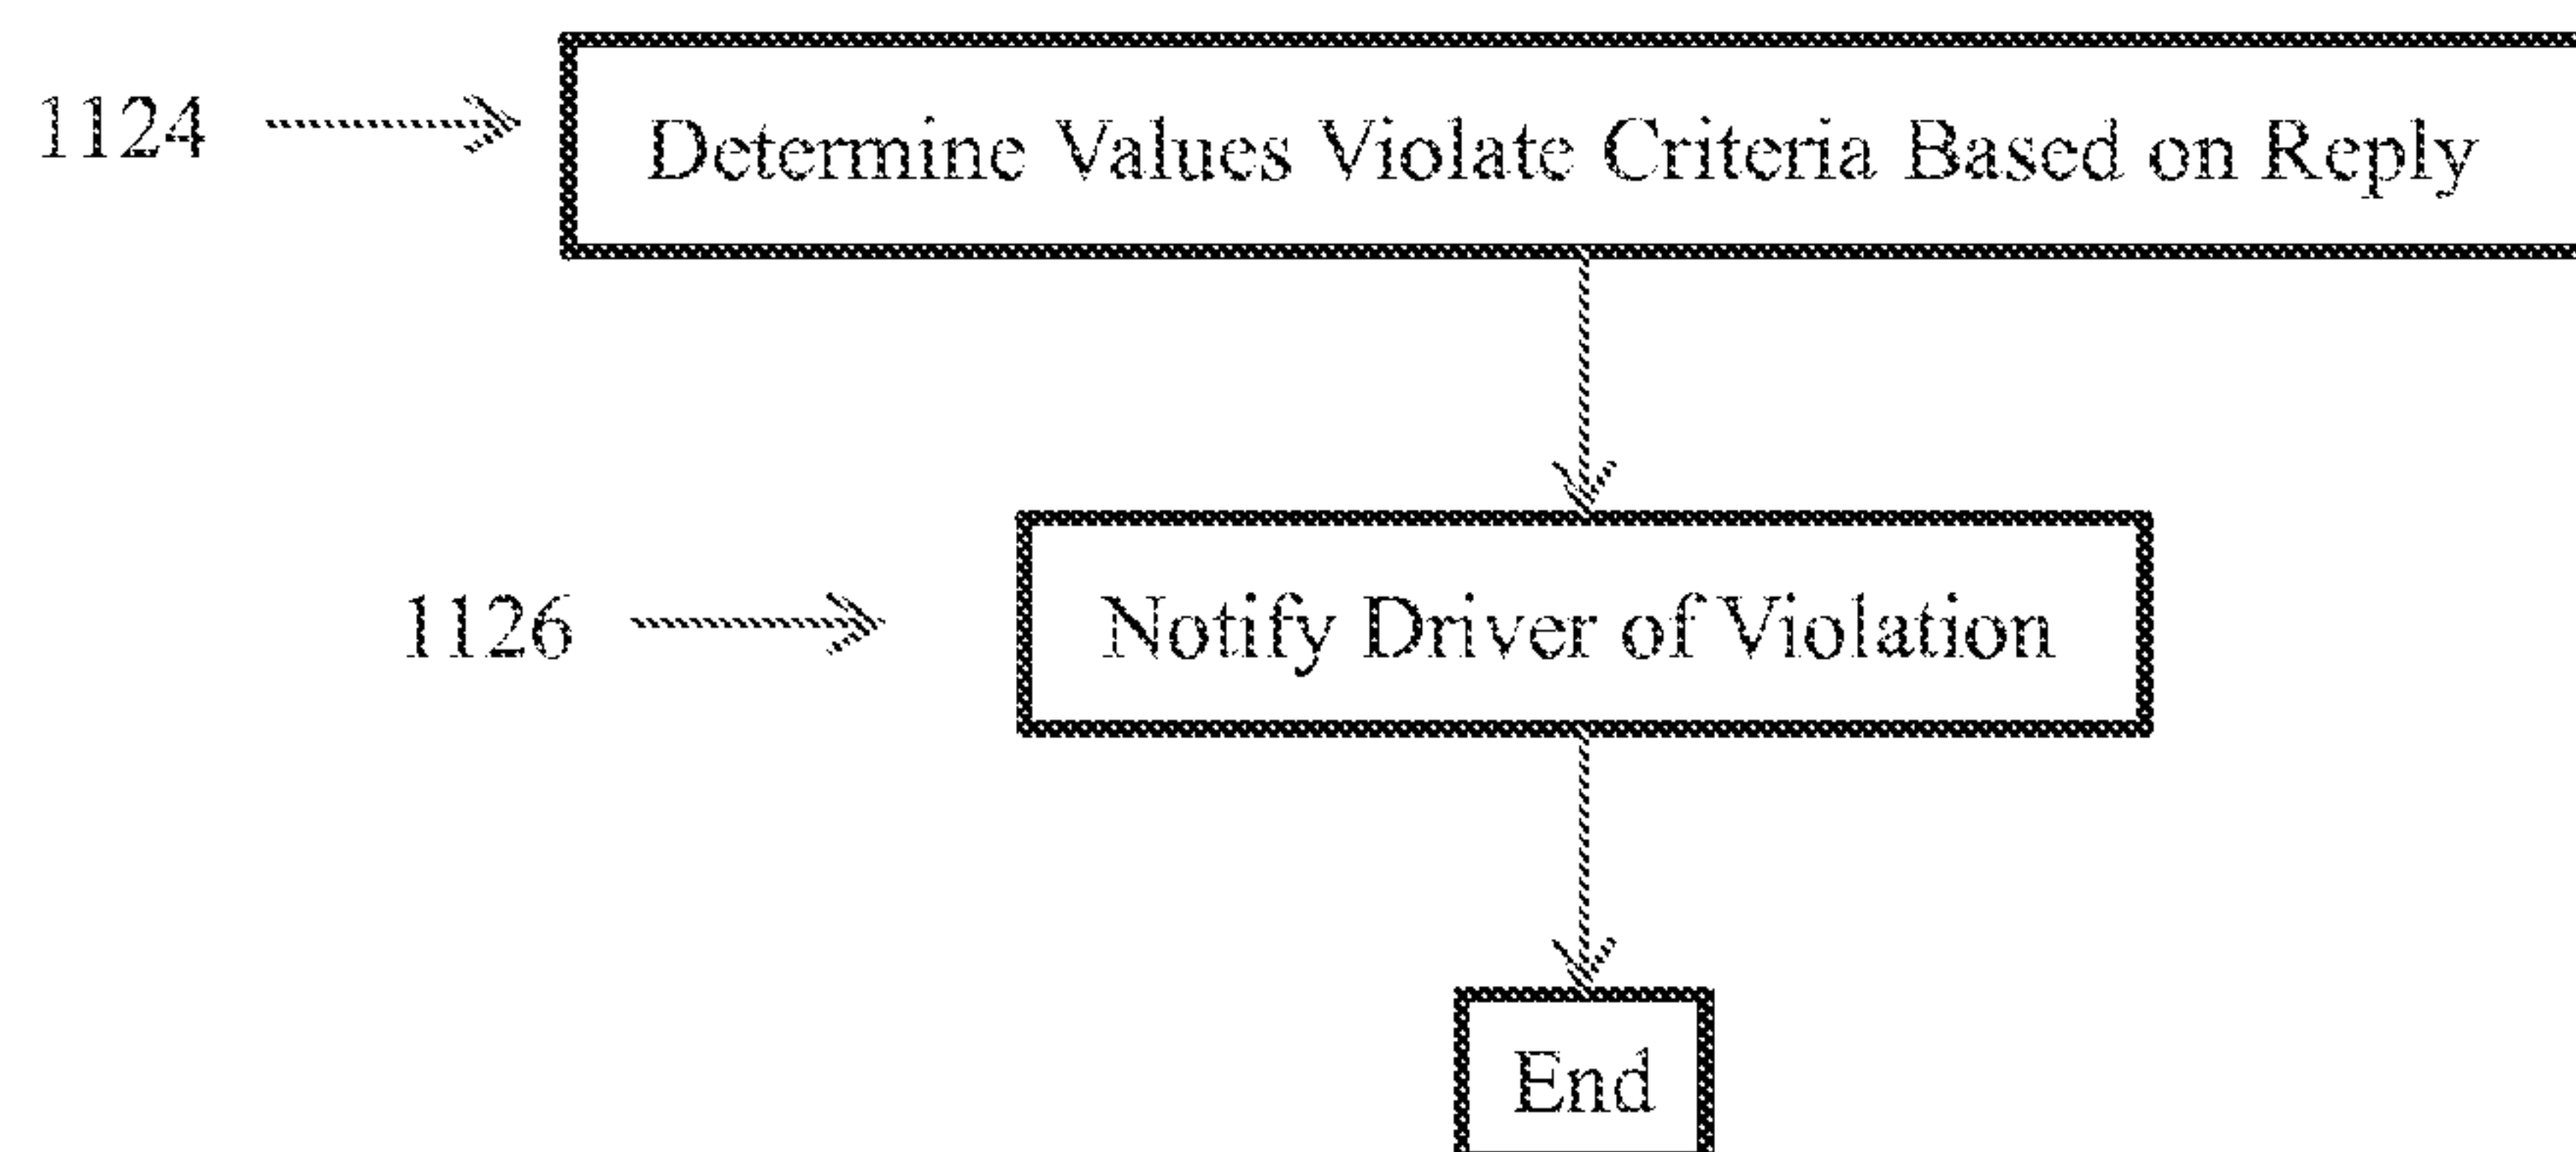 1124 Determine Values Violate Criteria Based on Reply
1126 Notify Driver of Violation
End